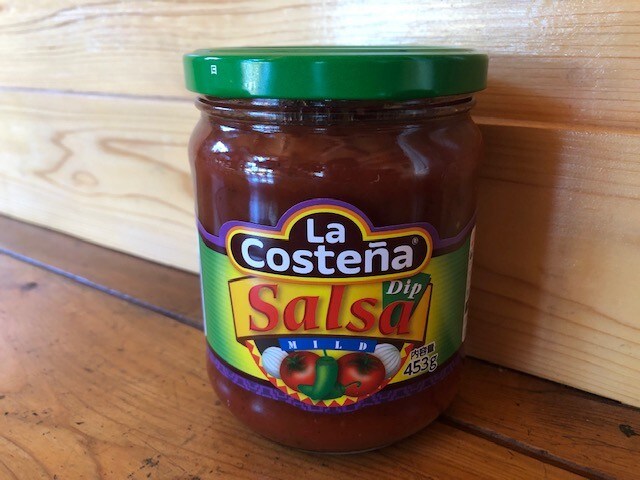 La
Costeña®
Dip
Salsa
MILD
内容量
453g